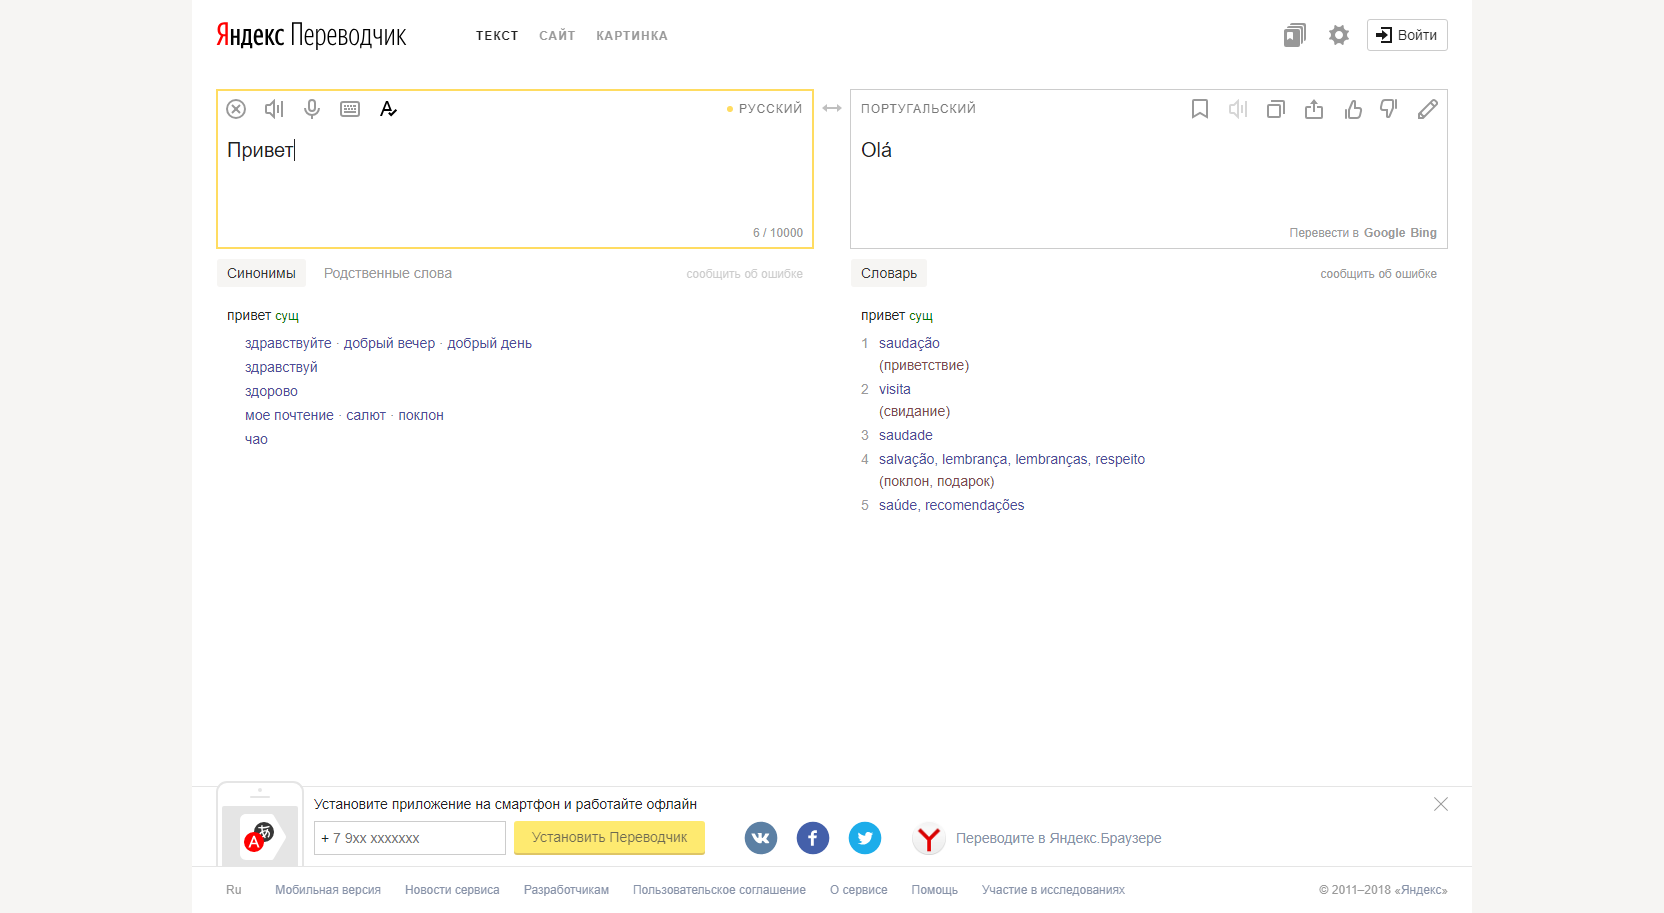 Яндекс Переводчик
ТЕКСТ САЙТ КАРТИНКА
Войти
РУССКИЙ
Привет
6 / 10000
ПОРТУГАЛЬСКИЙ
Olá
Перевести в Google Bing
Синонимы Родственные слова сообщить об ошибке
привет сущ
здравствуйте · добрый вечер · добрый день
здравствуй
здорово
мое почтение · салют · поклон
чао
Словарь сообщить об ошибке
привет сущ
1 saudação
(приветствие)
2 visita
(свидание)
3 saudade
4 salvação, lembrança, lembranças, respeito
(поклон, подарок)
5 saúde, recomendações
Установите приложение на смартфон и работайте офлайн
+ 7 9xx xxxxxxx
Установить Переводчик
Переводите в Яндекс.Браузере
Ru Мобильная версия Новости сервиса Разработчикам Пользовательское соглашение О сервисе Помощь Участие в исследованиях © 2011–2018 «Яндекс»